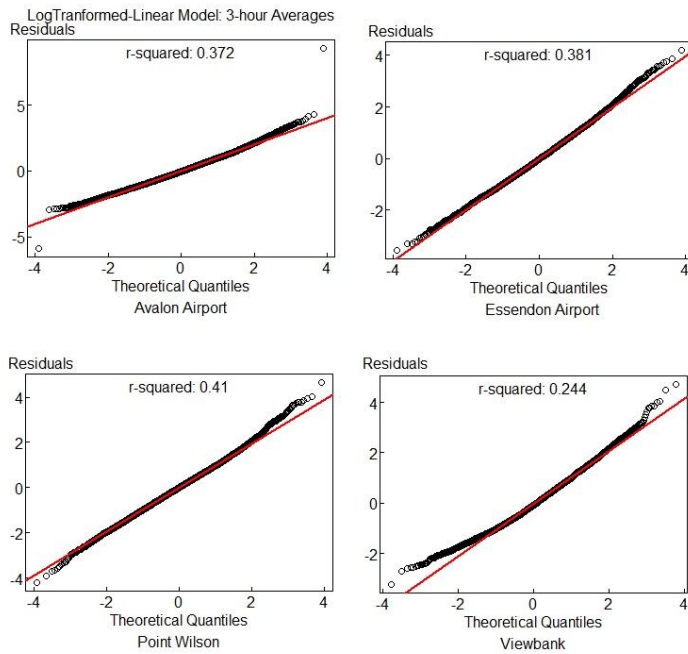 LogTranformed-Linear Model: 3-hour Averages
Residuals
r-squared: 0.372
5
0
-5
-4 -2 0 2 4
Theoretical Quantiles
Avalon Airport
Residuals
r-squared: 0.381
4
2
0
-2
-4 -2 0 2 4
Theoretical Quantiles
Essendon Airport
Residuals
r-squared: 0.41
4
2
0
-2
-4
-4 -2 0 2 4
Theoretical Quantiles
Point Wilson
Residuals
r-squared: 0.244
4
2
0
-2
-4 -2 0 2 4
Theoretical Quantiles
Viewbank